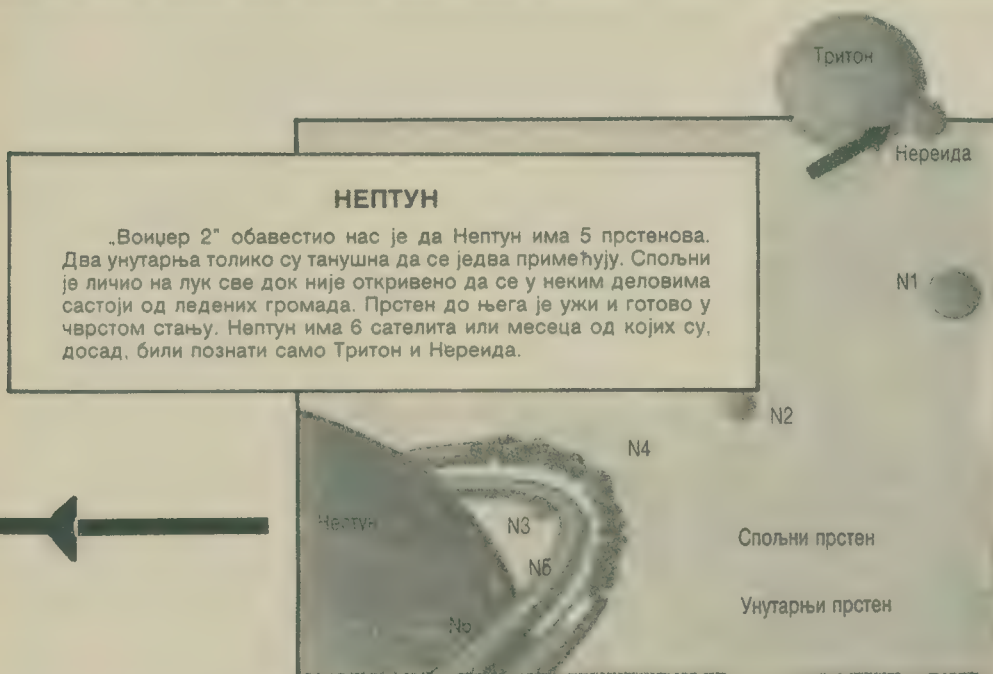 Тритон
Нереида
НЕПТУН
„Воиџер 2" обавестио нас је да Нептун има 5 прстенова.
Два унутарња толико су танушна да се једва примећују. Спољни
је личио на лук све док није откривено да се у неким деловима
састоји од ледених громада. Прстен до њега је ужи и готово у
чврстом стању. Нептун има 6 сателита или месеца од којих су,
досад, били познати само Тритон и Нереида.
N1
N2
N4
Нептун
N3
Спољни прстен
N5
Унутарњи прстен